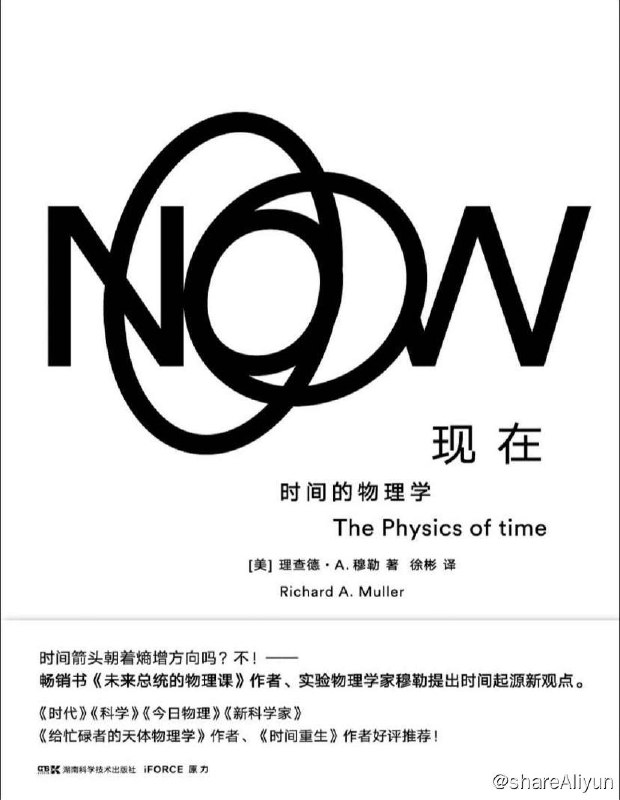 NOW
现在
时间的物理学
The Physics of time
[美] 理查德·A. 穆勒 著 徐彬 译
Richard A. Muller
时间箭头朝着熵增方向吗？不！——
畅销书《未来总统的物理课》作者、实验物理学家穆勒提出时间起源新观点。
《时代》《科学》《今日物理》《新科学家》
《给忙碌者的天体物理学》作者、《时间重生》作者好评推荐！
湖南科学技术出版社 iFORCE 原力
@shareAliyun